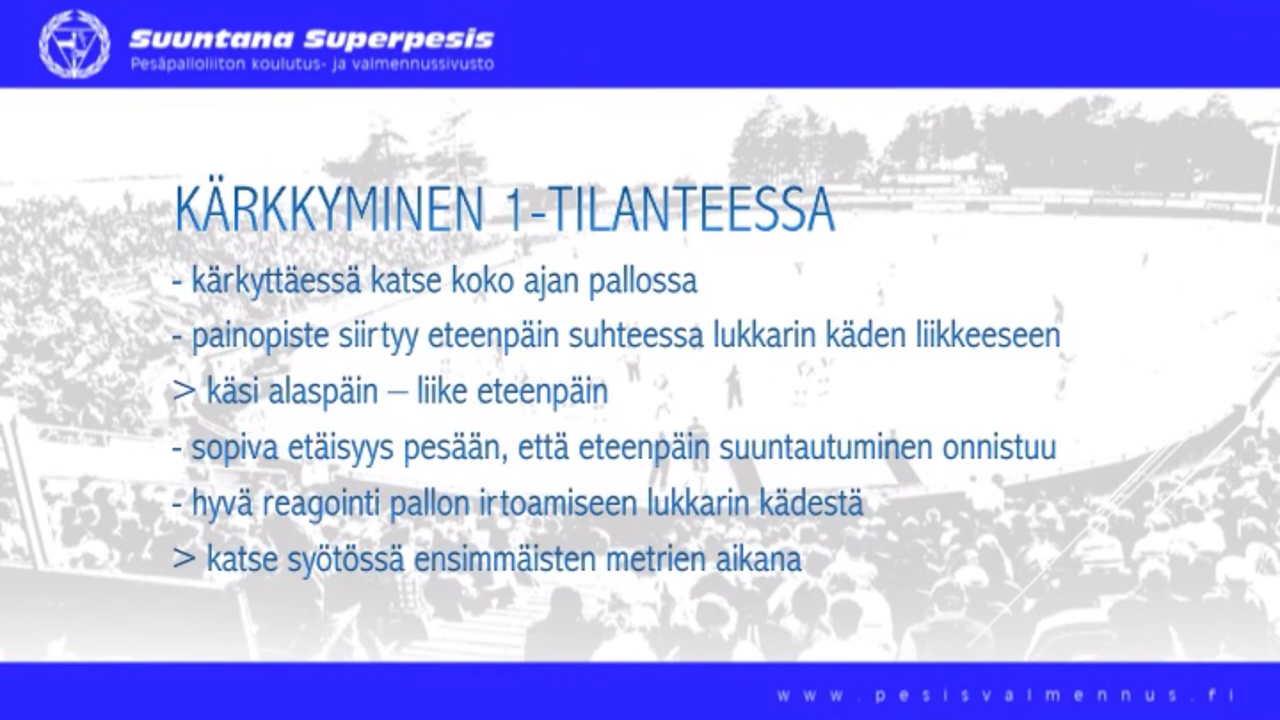 Suuntana Superpesis
Pesäpalloliiton koulutus- ja valmennussivusto
KÄRKKYMINEN 1-TILANTEESSA
- kärkyttäessä katse koko ajan pallossa
- painopiste siirtyy eteenpäin suhteessa lukkarin käden liikkeeseen
> käsi alaspäin – liike eteenpäin
- sopiva etäisyys pesään, että eteenpäin suuntautuminen onnistuu
- hyvä reagointi pallon irtoamiseen lukkarin kädestä
> katse syötössä ensimmäisten metrien aikana
www.pesisvalmennus.fi